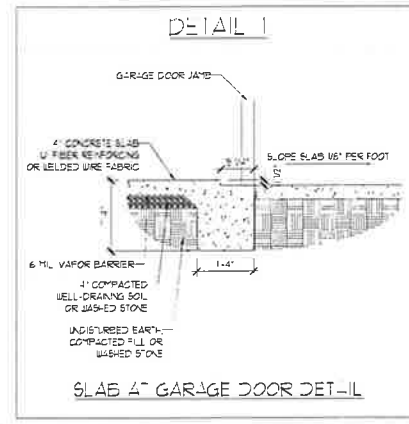 DETAIL 1
GARAGE DOOR JAMB
4" CONCRETE SLAB
W/ FIBER REINFORCING
OR WELDED WIRE FABRIC
SLOPE SLAB 1/8" PER FOOT
1/2"
6 MIL VAPOR BARRIER
1'-4"
4" COMPACTED
WELL-DRAINING SOIL
OR WASHED STONE
UNDISTURBED EARTH,
COMPACTED FILL OR
WASHED STONE
SLAB AT GARAGE DOOR DETAIL